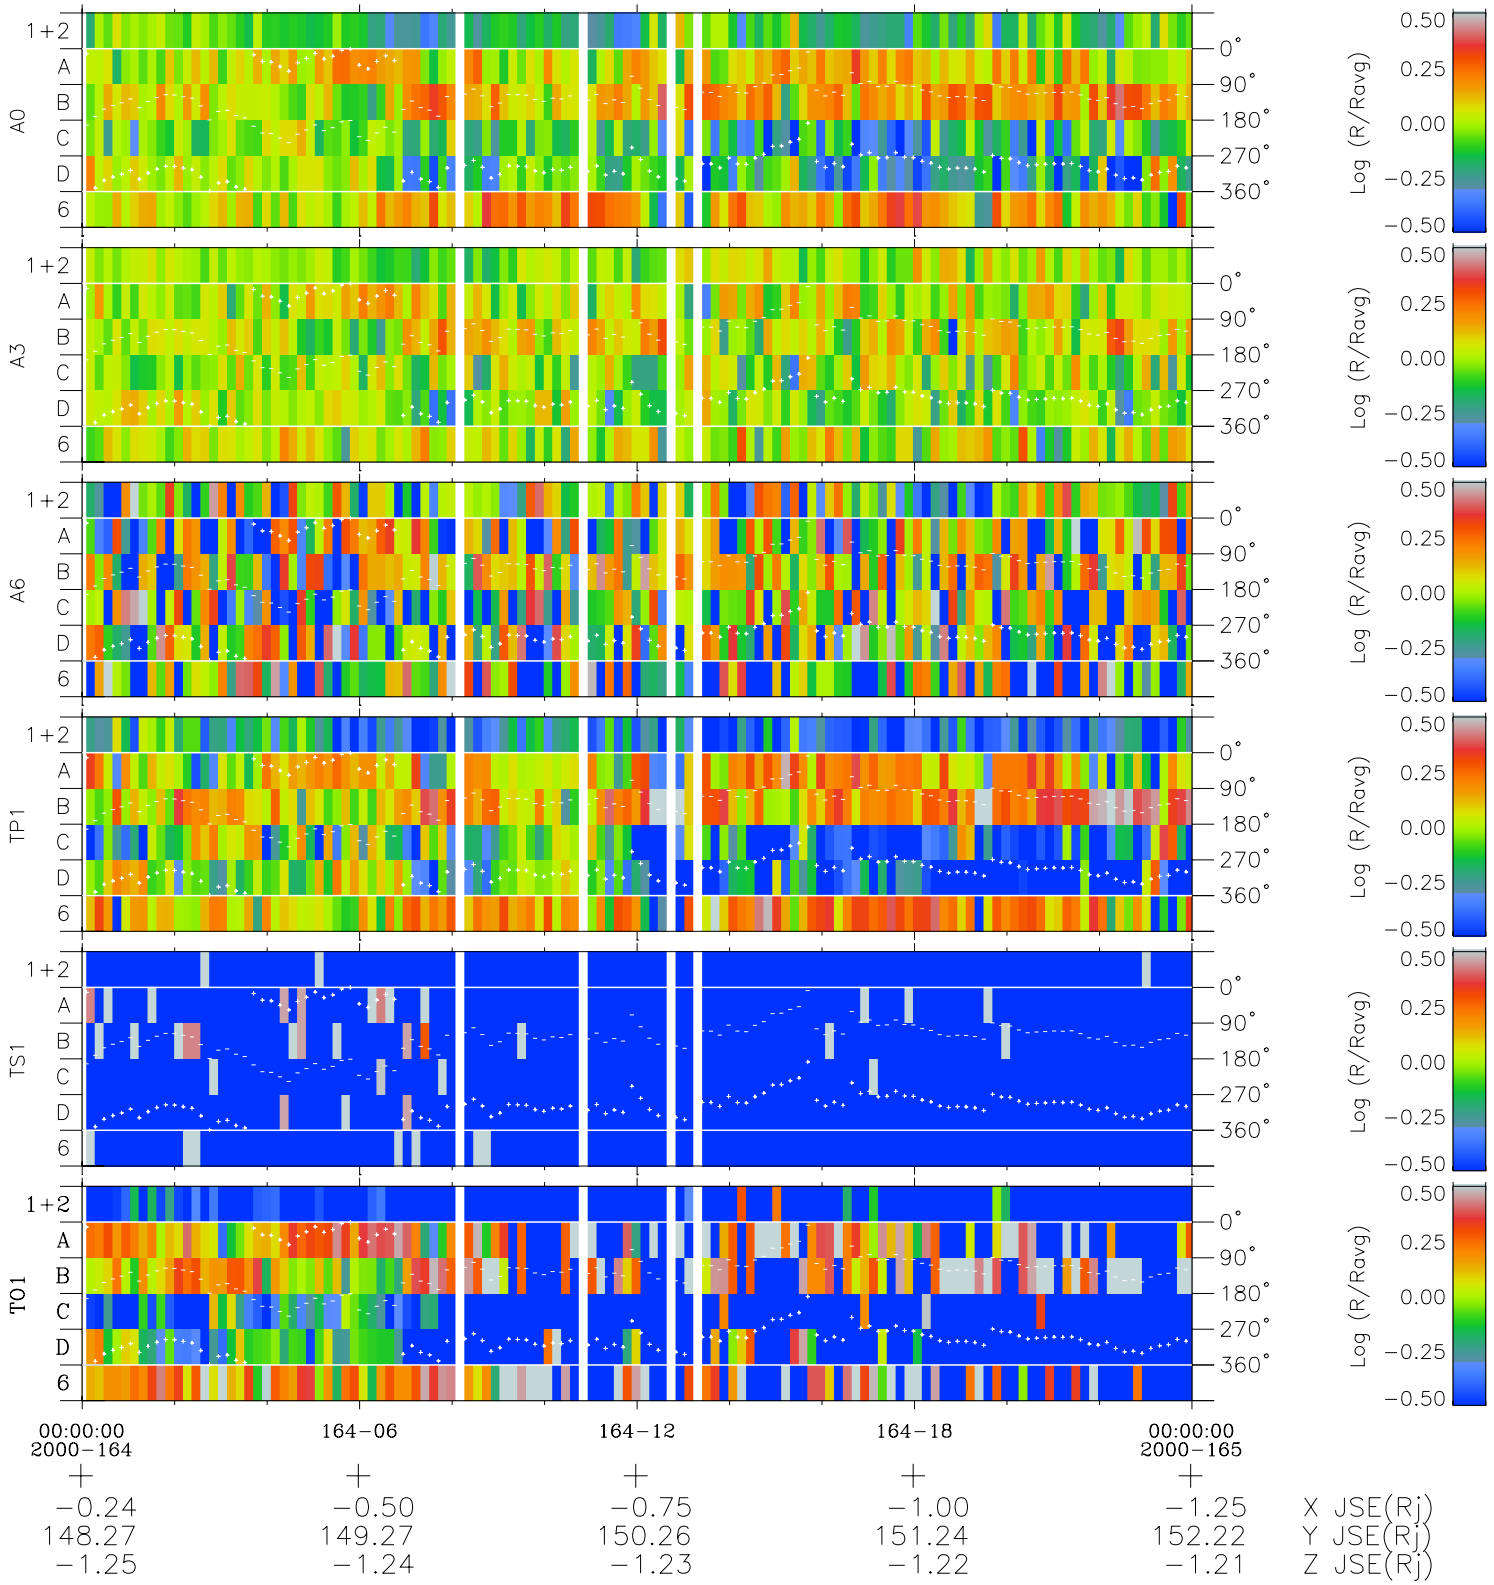 1+2
A
B
C
D
6
A0
0°
90°
180°
270°
360°
0.50
0.25
0.00
−0.25
−0.50
Log (R/Ravg)
1+2
A
B
C
D
6
A3
0°
90°
180°
270°
360°
0.50
0.25
0.00
−0.25
−0.50
Log (R/Ravg)
1+2
A
B
C
D
6
A6
0°
90°
180°
270°
360°
0.50
0.25
0.00
−0.25
−0.50
Log (R/Ravg)
1+2
A
B
C
D
6
TP1
0°
90°
180°
270°
360°
0.50
0.25
0.00
−0.25
−0.50
Log (R/Ravg)
1+2
A
B
C
D
6
TS1
0°
90°
180°
270°
360°
0.50
0.25
0.00
−0.25
−0.50
Log (R/Ravg)
1+2
A
B
C
D
6
TO1
0°
90°
180°
270°
360°
0.50
0.25
0.00
−0.25
−0.50
Log (R/Ravg)
00:00:00 164−06 164−12 164−18 00:00:00
2000−164 2000−165
−0.24 −0.50 −0.75 −1.00 −1.25 X JSE(Rj)
148.27 149.27 150.26 151.24 152.22 Y JSE(Rj)
−1.25 −1.24 −1.23 −1.22 −1.21 Z JSE(Rj)